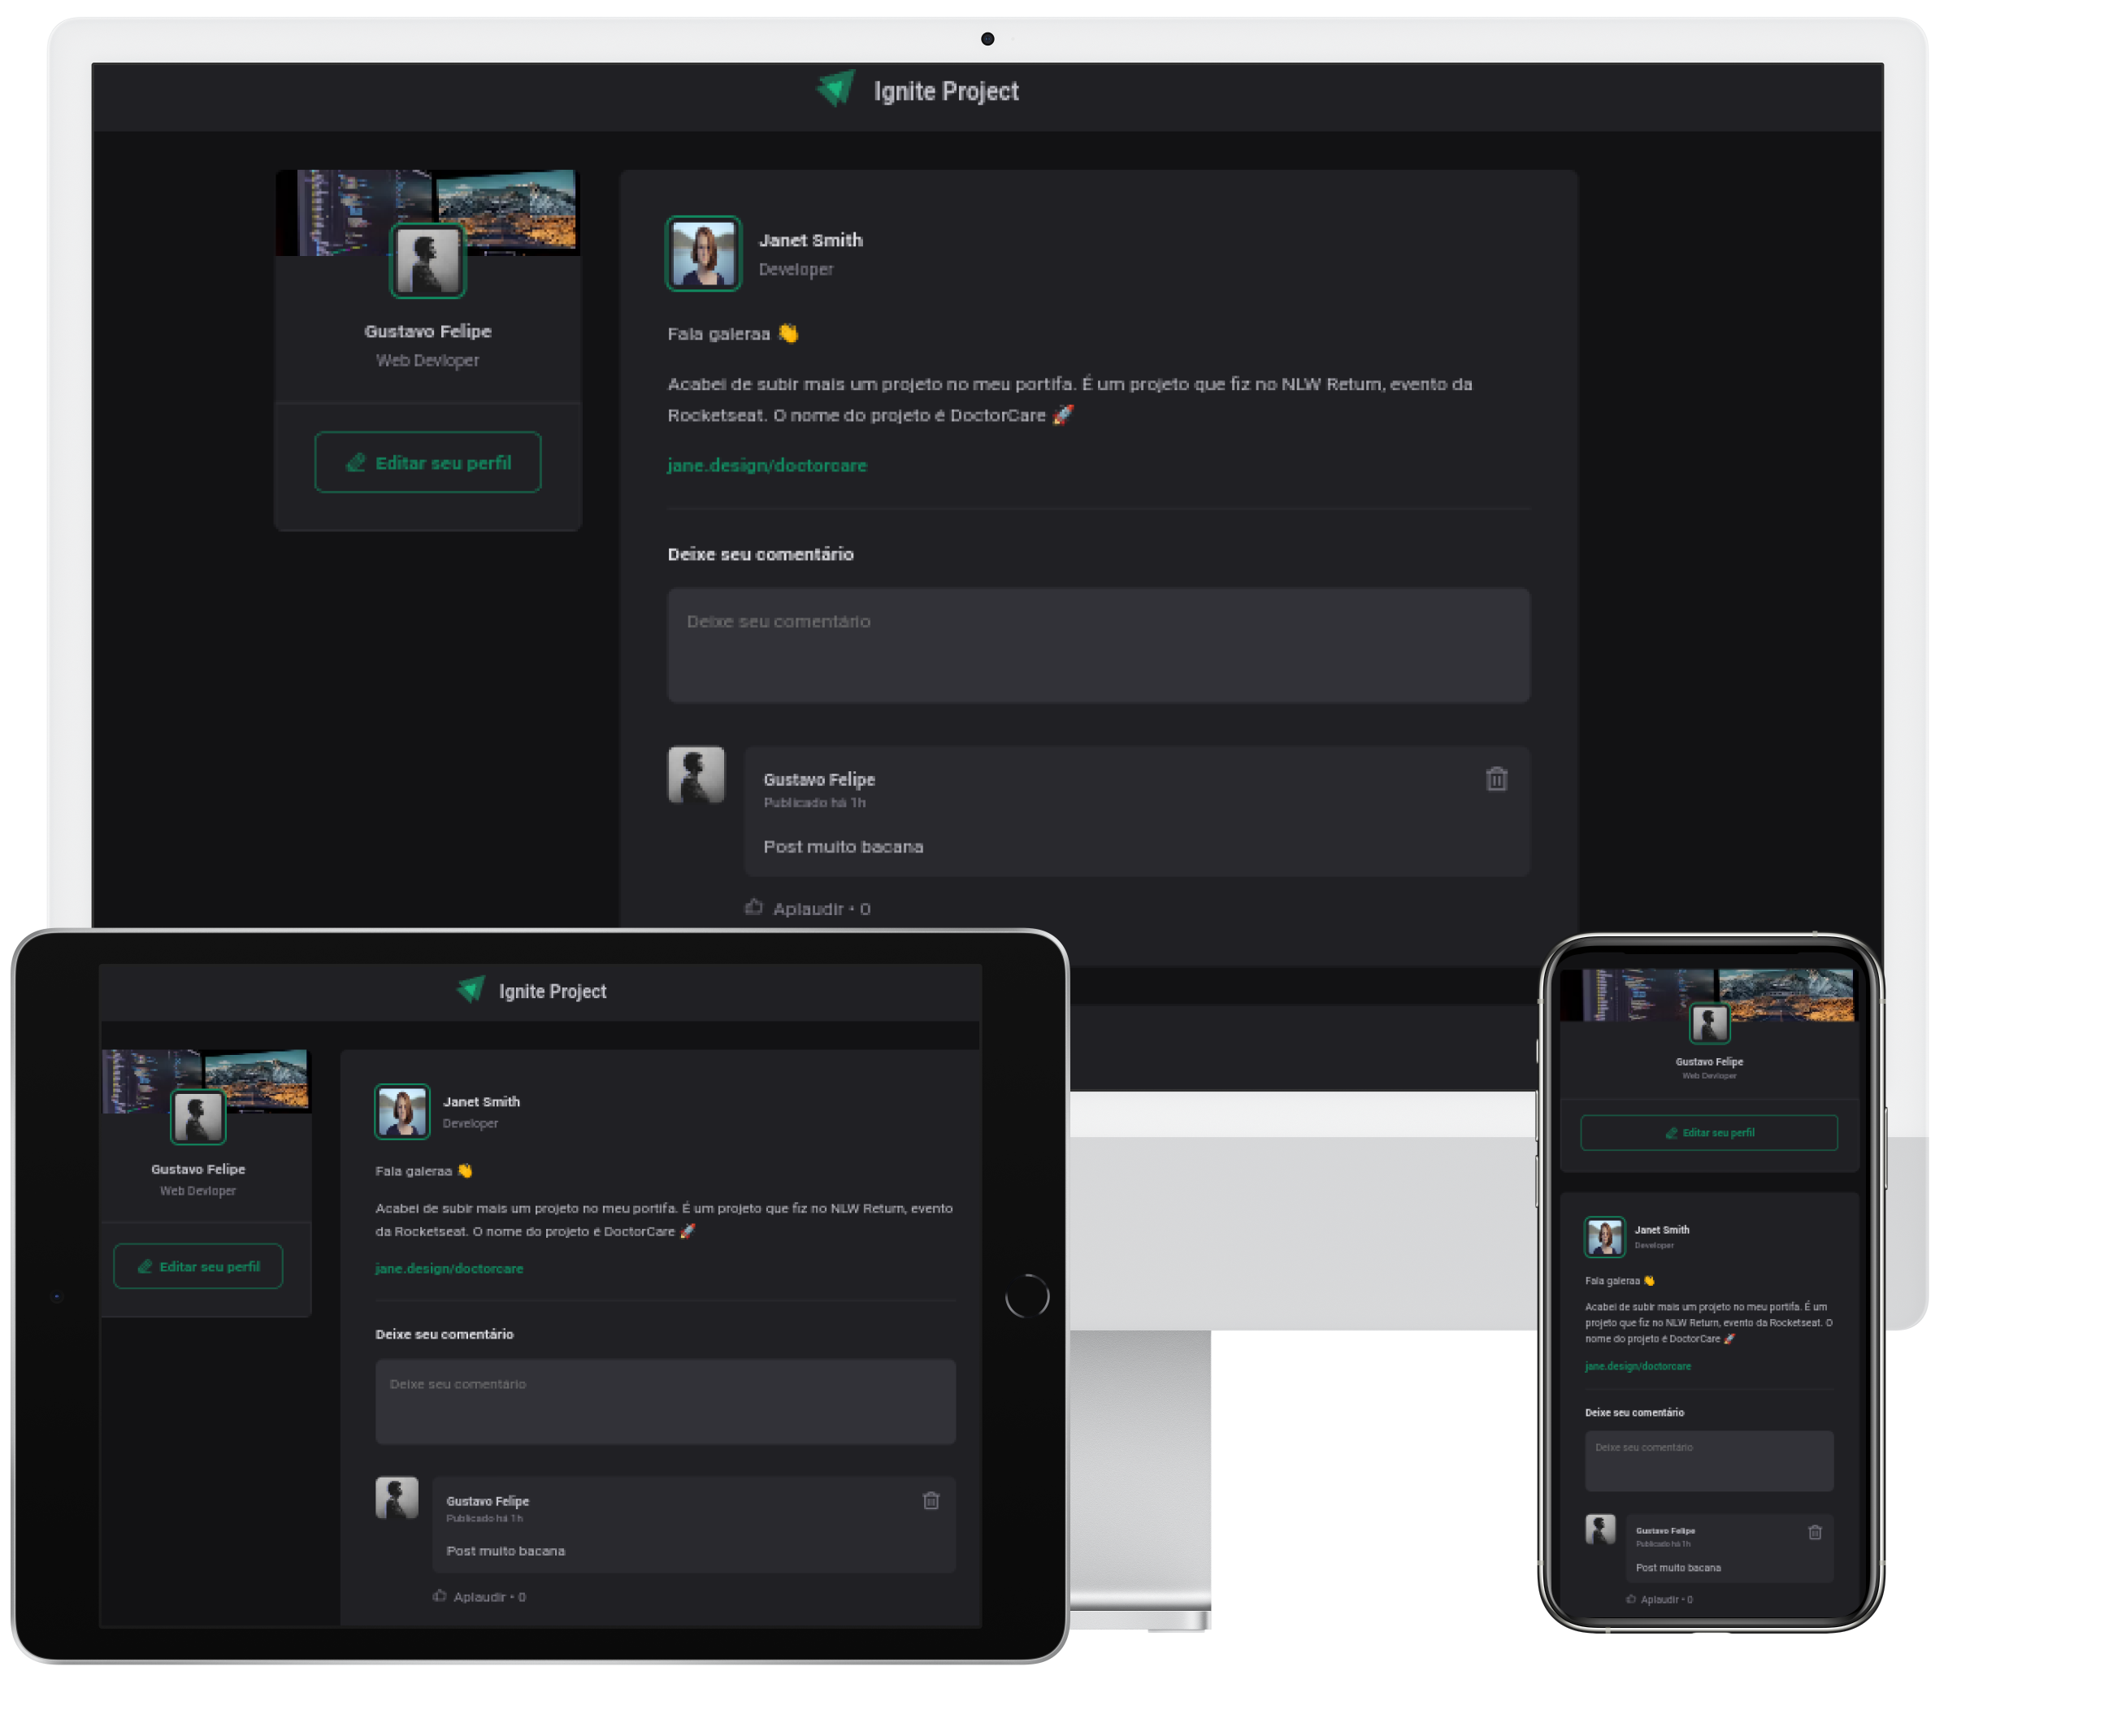 Ignite Project
Gustavo Felipe
Web Devloper
Editar seu perfil
Janet Smith
Developer
Fala galeraa 👏
Acabei de subir mais um projeto no meu portifa. É um projeto que fiz no NLW Return, evento da
Rocketseat. O nome do projeto é DoctorCare 🚀
jane.design/doctorcare
Deixe seu comentário
Deixe seu comentário
Gustavo Felipe
Publicado há 1h
Post muito bacana
Aplaudir • 0
Ignite Project
Gustavo Felipe
Web Devloper
Editar seu perfil
Janet Smith
Developer
Fala galeraa 👏
Acabei de subir mais um projeto no meu portifa. É um projeto que fiz no NLW Return, evento
da Rocketseat. O nome do projeto é DoctorCare 🚀
jane.design/doctorcare
Deixe seu comentário
Deixe seu comentário
Gustavo Felipe
Publicado há 1h
Post muito bacana
Aplaudir • 0
Gustavo Felipe
Web Devloper
Editar seu perfil
Janet Smith
Developer
Fala galeraa 👏
Acabei de subir mais um projeto no meu portifa. É um
projeto que fiz no NLW Return, evento da Rocketseat. O
nome do projeto é DoctorCare 🚀
jane.design/doctorcare
Deixe seu comentário
Deixe seu comentário
Gustavo Felipe
Publicado há 1h
Post muito bacana
Aplaudir • 0